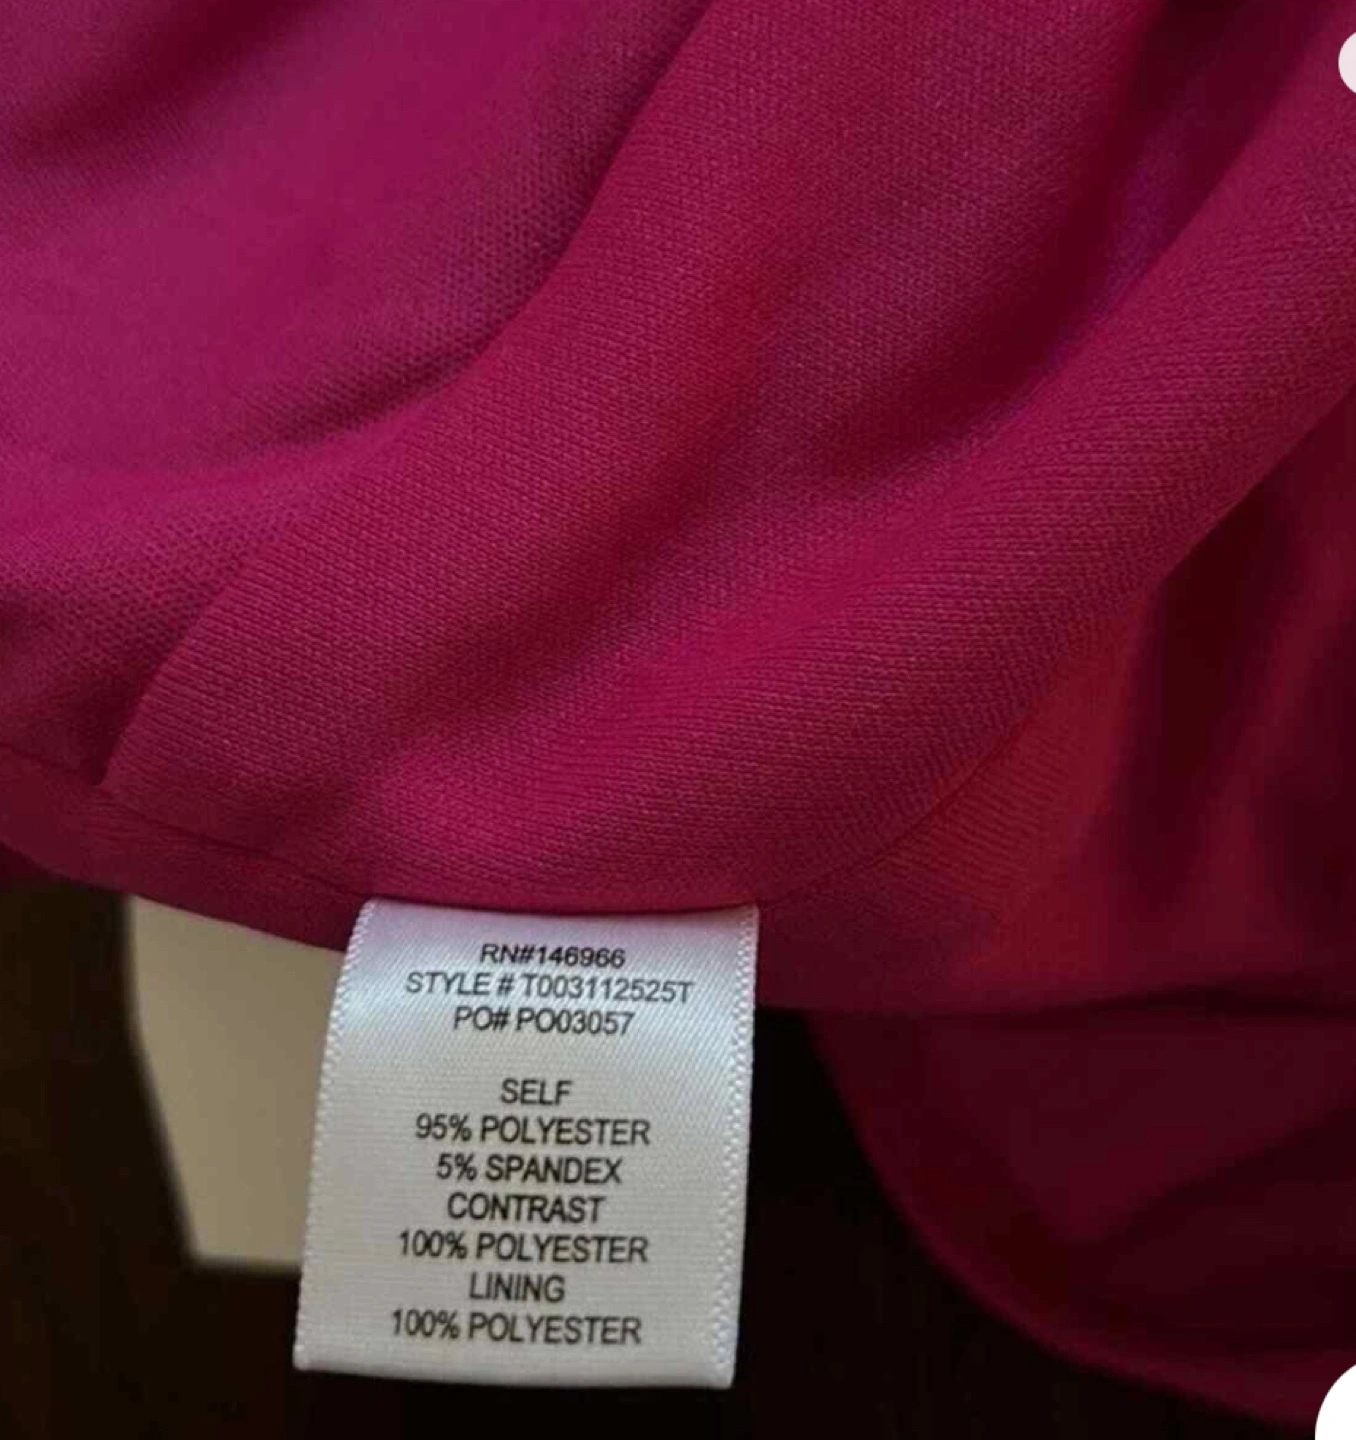 RN#146966
STYLE # T003112525T
PO# PO03057
SELF
95% POLYESTER
5% SPANDEX
CONTRAST
100% POLYESTER
LINING
100% POLYESTER